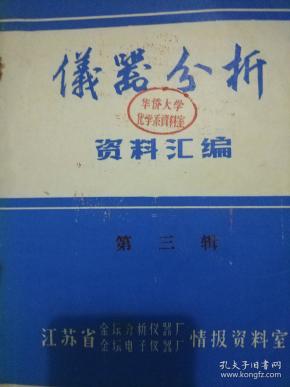 儀器分析
华侨大学
化学系資料室
资料汇编
第三辑
江苏省 金坛分析仪器厂 情报资料室
金坛电子仪器厂
孔夫子旧书网